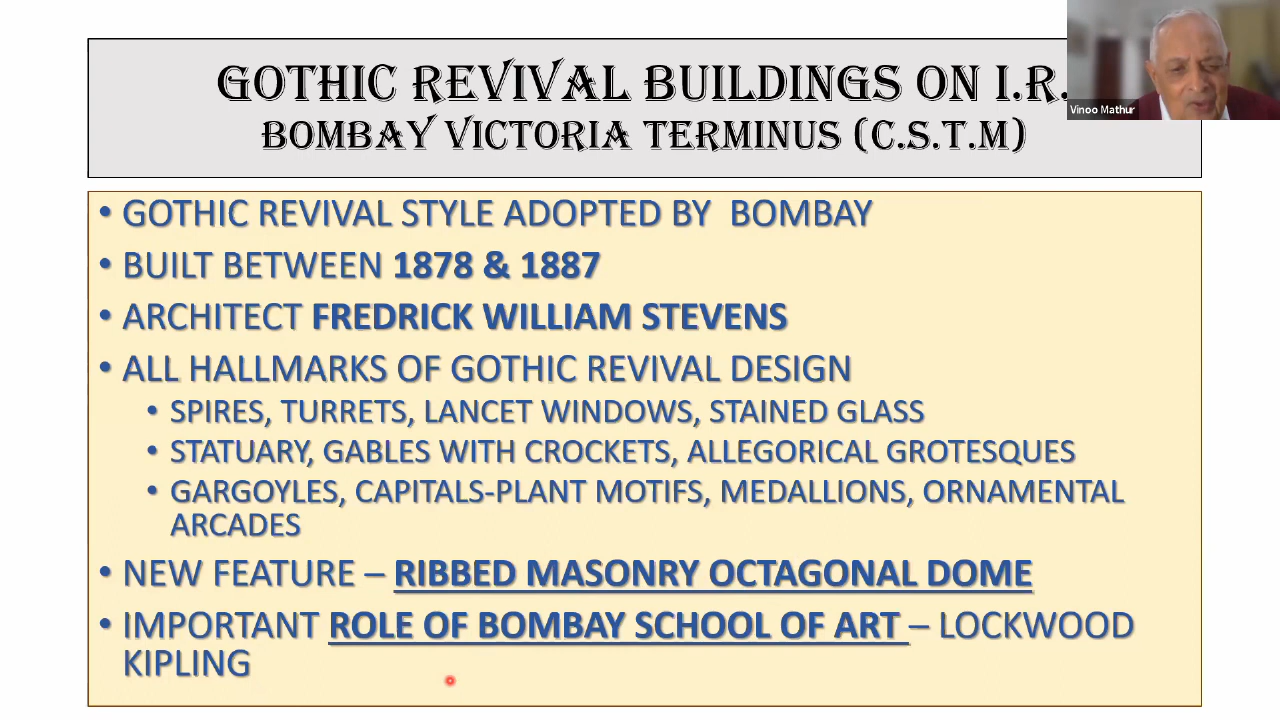 GOTHIC REVIVAL BUILDINGS ON I.R.
BOMBAY VICTORIA TERMINUS (C.S.T.M)
Vinoo Mathur
• GOTHIC REVIVAL STYLE ADOPTED BY BOMBAY
• BUILT BETWEEN 1878 & 1887
• ARCHITECT FREDRICK WILLIAM STEVENS
• ALL HALLMARKS OF GOTHIC REVIVAL DESIGN
• SPIRES, TURRETS, LANCET WINDOWS, STAINED GLASS
• STATUARY, GABLES WITH CROCKETS, ALLEGORICAL GROTESQUES
• GARGOYLES, CAPITALS-PLANT MOTIFS, MEDALLIONS, ORNAMENTAL
ARCADES
• NEW FEATURE – RIBBED MASONRY OCTAGONAL DOME
• IMPORTANT ROLE OF BOMBAY SCHOOL OF ART – LOCKWOOD
KIPLING